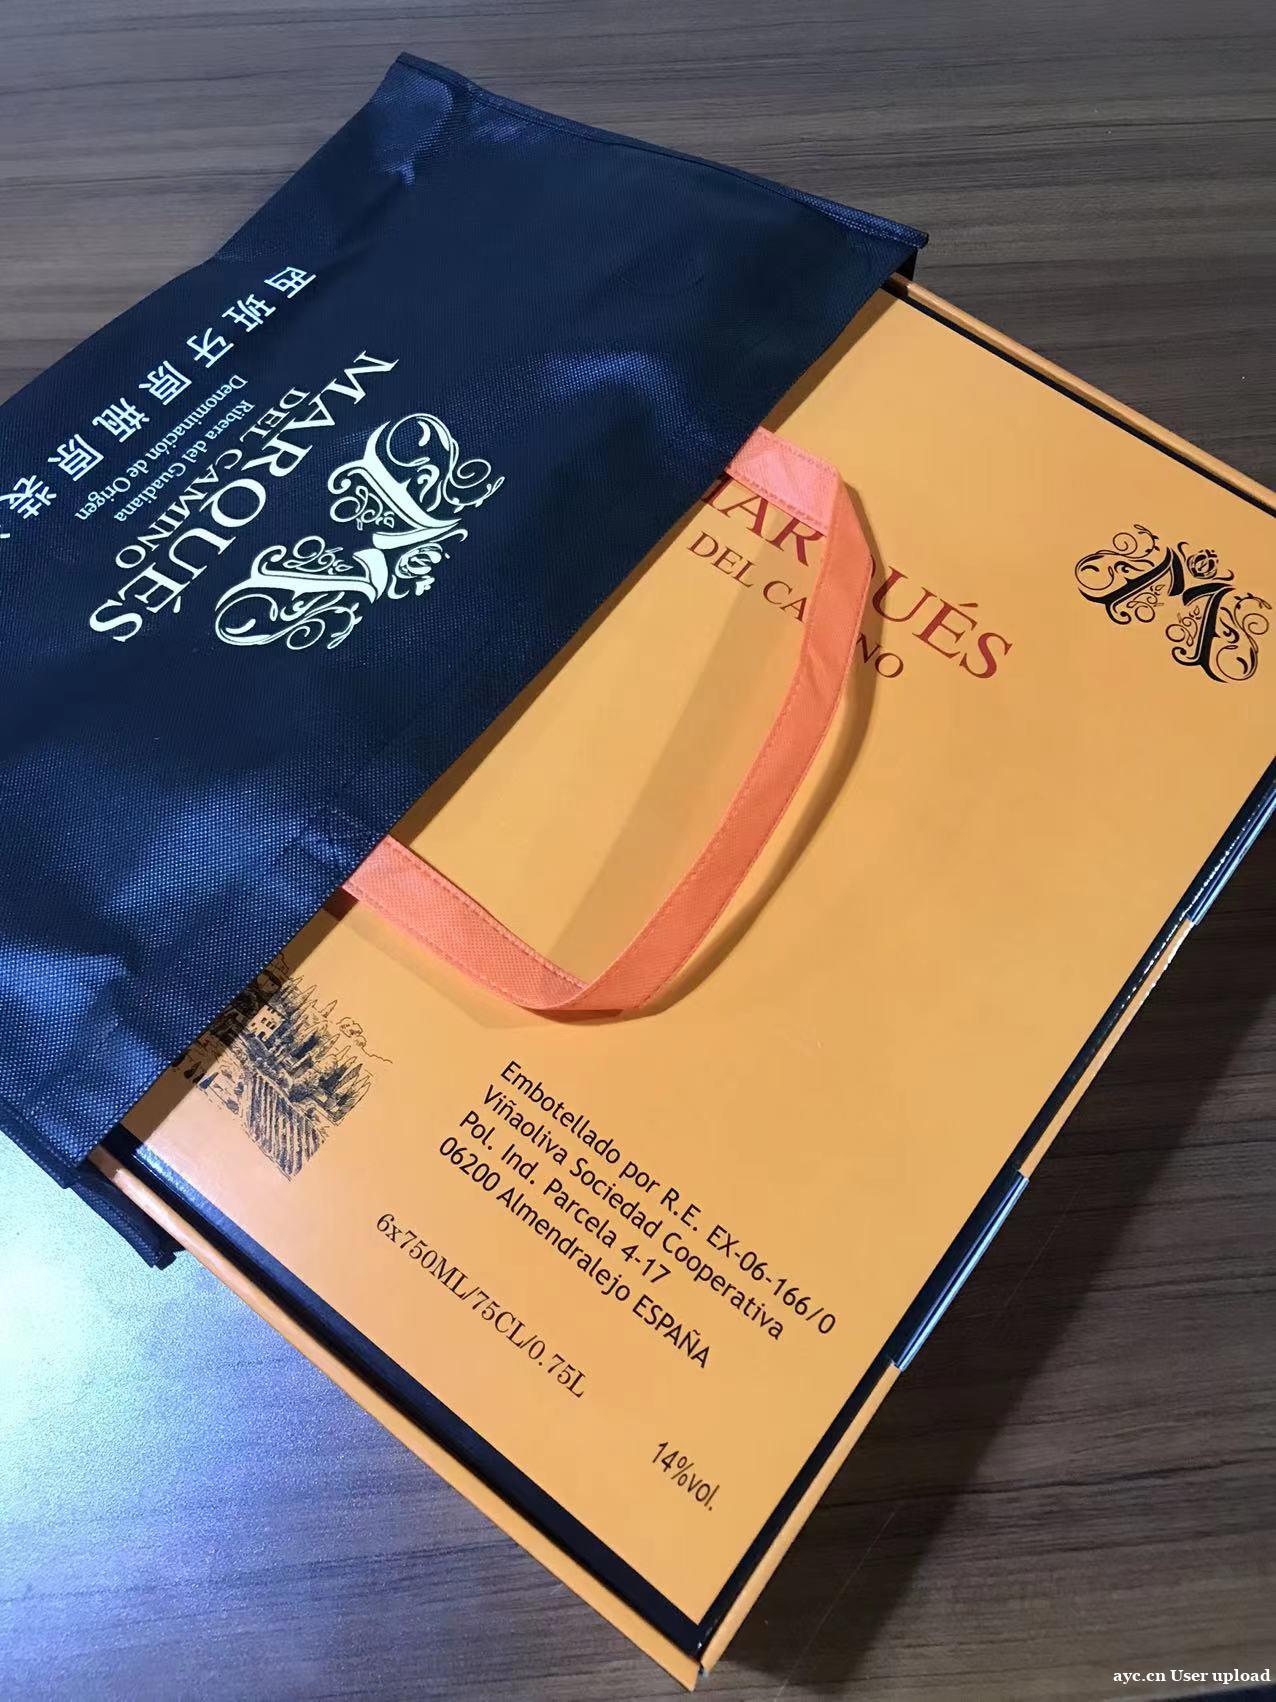 MARQUÉS
DEL CAMINO
Ribera del Guadiana
Denominación de Origen
西班牙原瓶原装
MARQUÉS
DEL CAMINO
Embotellado por R.E. EX-06-166/0
Viñaoliva Sociedad Cooperativa
Pol. Ind. Parcela 4-17
06200 Almendralejo ESPAÑA
6x750ML/75CL/0.75L
14%vol.
ayc.cn User upload